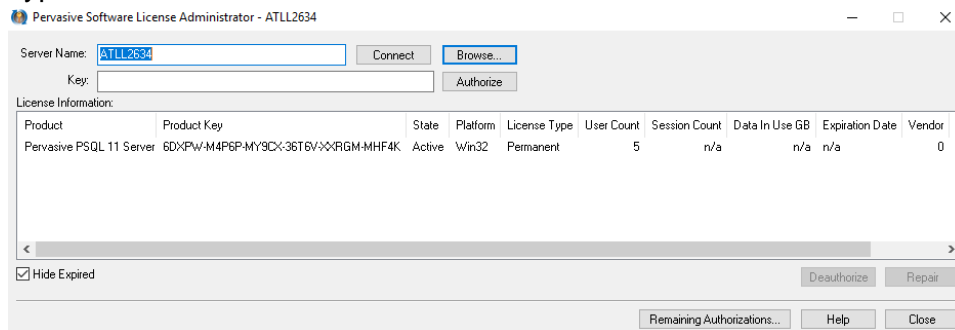 Pervasive Software License Administrator - ATLL2634
Server Name: ATLL2634 Connect Browse...
Key: Authorize
License Information:
Product Product Key State Platform License Type User Count Session Count Data In Use GB Expiration Date Vendor
Pervasive PSQL 11 Server 6DXPW-M4P6P-MY9CX-36T6V-XXRGM-MHF4K Active Win32 Permanent 5 n/a n/a n/a 0
Hide Expired Deauthorize Repair
Remaining Authorizations... Help Close